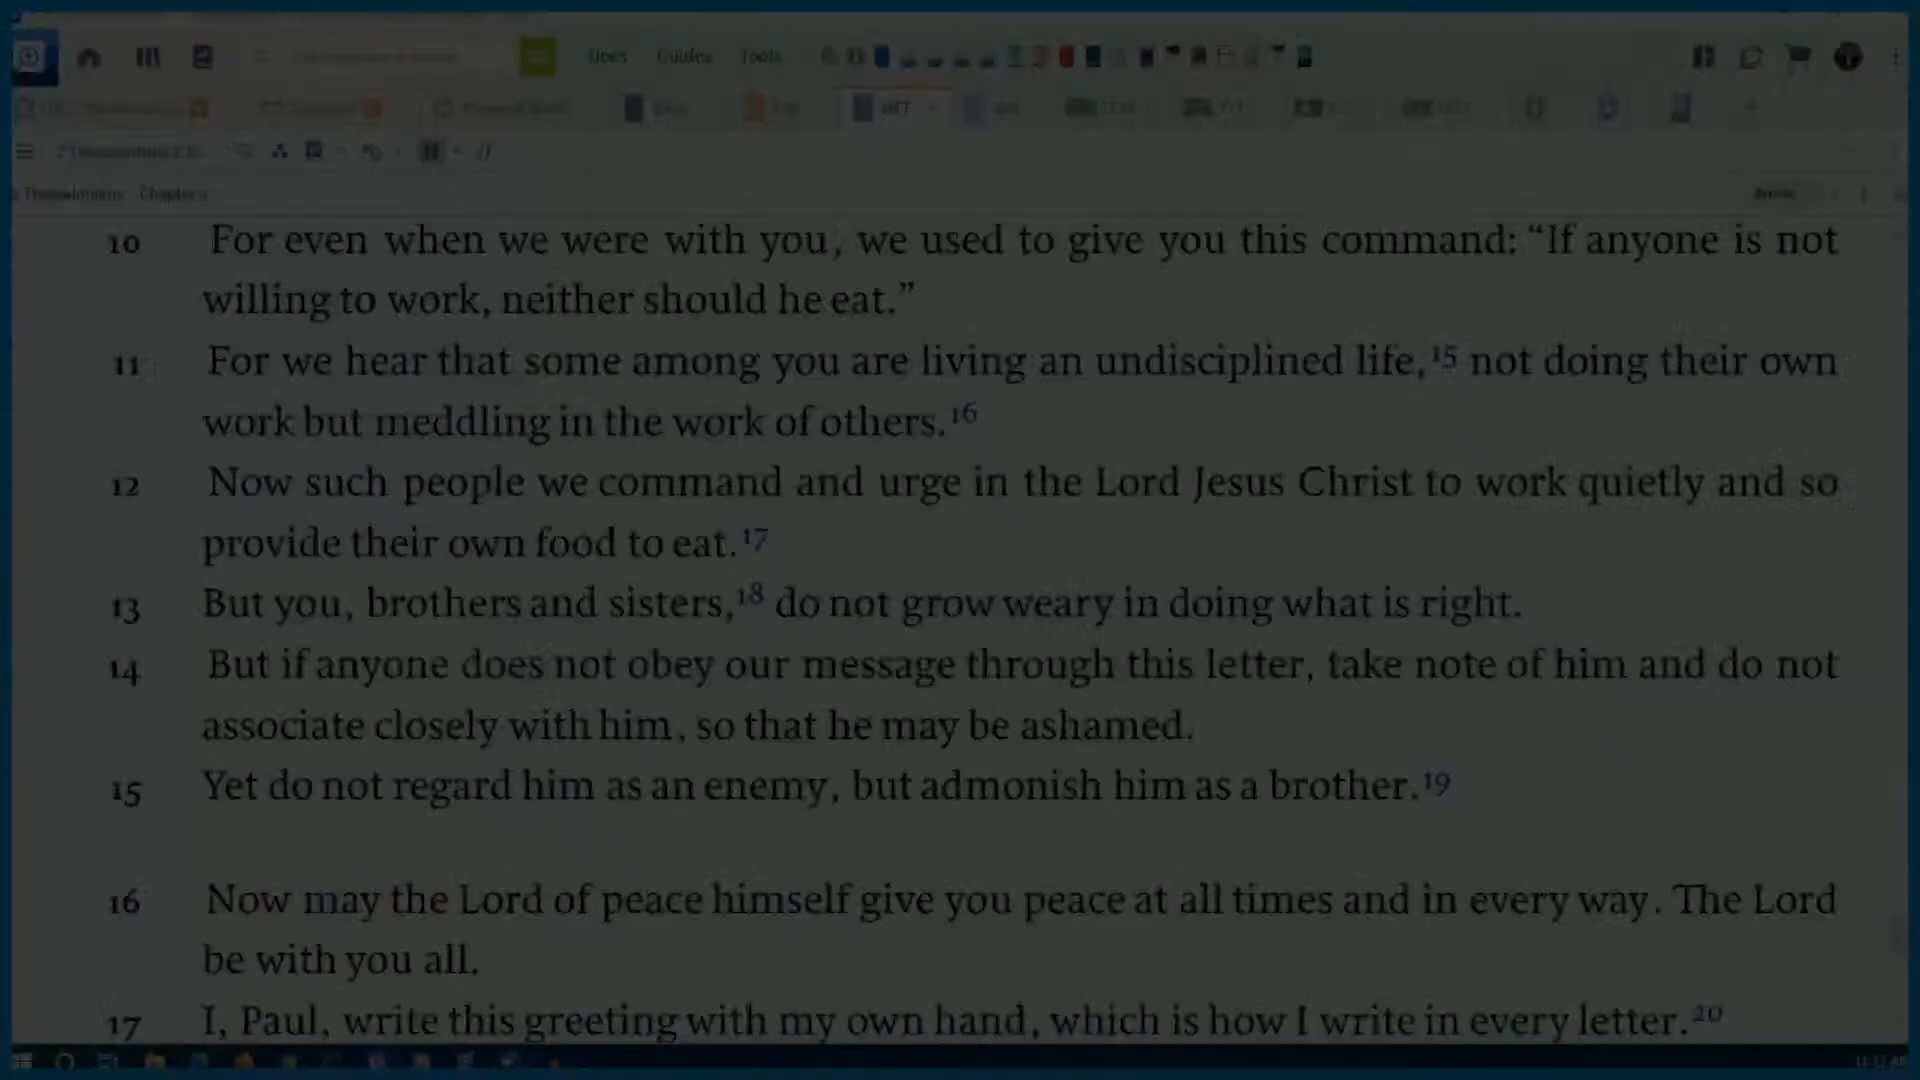 Docs Guides Tools
NET
2 Thessalonians Chapter 3
10 For even when we were with you, we used to give you this command: “If anyone is not
willing to work, neither should he eat.”
11 For we hear that some among you are living an undisciplined life,15 not doing their own
work but meddling in the work of others.16
12 Now such people we command and urge in the Lord Jesus Christ to work quietly and so
provide their own food to eat.17
13 But you, brothers and sisters,18 do not grow weary in doing what is right.
14 But if anyone does not obey our message through this letter, take note of him and do not
associate closely with him, so that he may be ashamed.
15 Yet do not regard him as an enemy, but admonish him as a brother.19
16 Now may the Lord of peace himself give you peace at all times and in every way. The Lord
be with you all.
17 I, Paul, write this greeting with my own hand, which is how I write in every letter.20